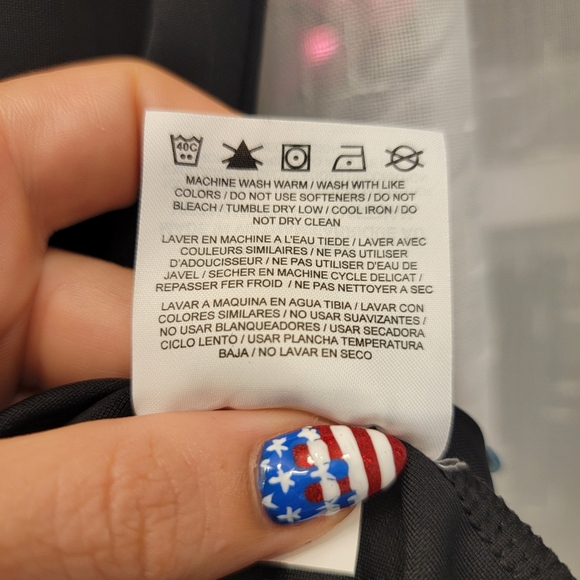 40C
MACHINE WASH WARM / WASH WITH LIKE
COLORS / DO NOT USE SOFTENERS / DO NOT
BLEACH / TUMBLE DRY LOW / COOL IRON / DO
NOT DRY CLEAN
LAVER EN MACHINE A L'EAU TIEDE / LAVER AVEC
COULEURS SIMILAIRES / NE PAS UTILISER
D'ADOUCISSEUR / NE PAS UTILISER D'EAU DE
JAVEL / SECHER EN MACHINE CYCLE DELICAT /
REPASSER FER FROID / NE PAS NETTOYER A SEC
LAVAR A MAQUINA EN AGUA TIBIA / LAVAR CON
COLORES SIMILARES / NO USAR SUAVIZANTES /
NO USAR BLANQUEADORES / USAR SECADORA
CICLO LENTO / USAR PLANCHA TEMPERATURA
BAJA / NO LAVAR EN SECO